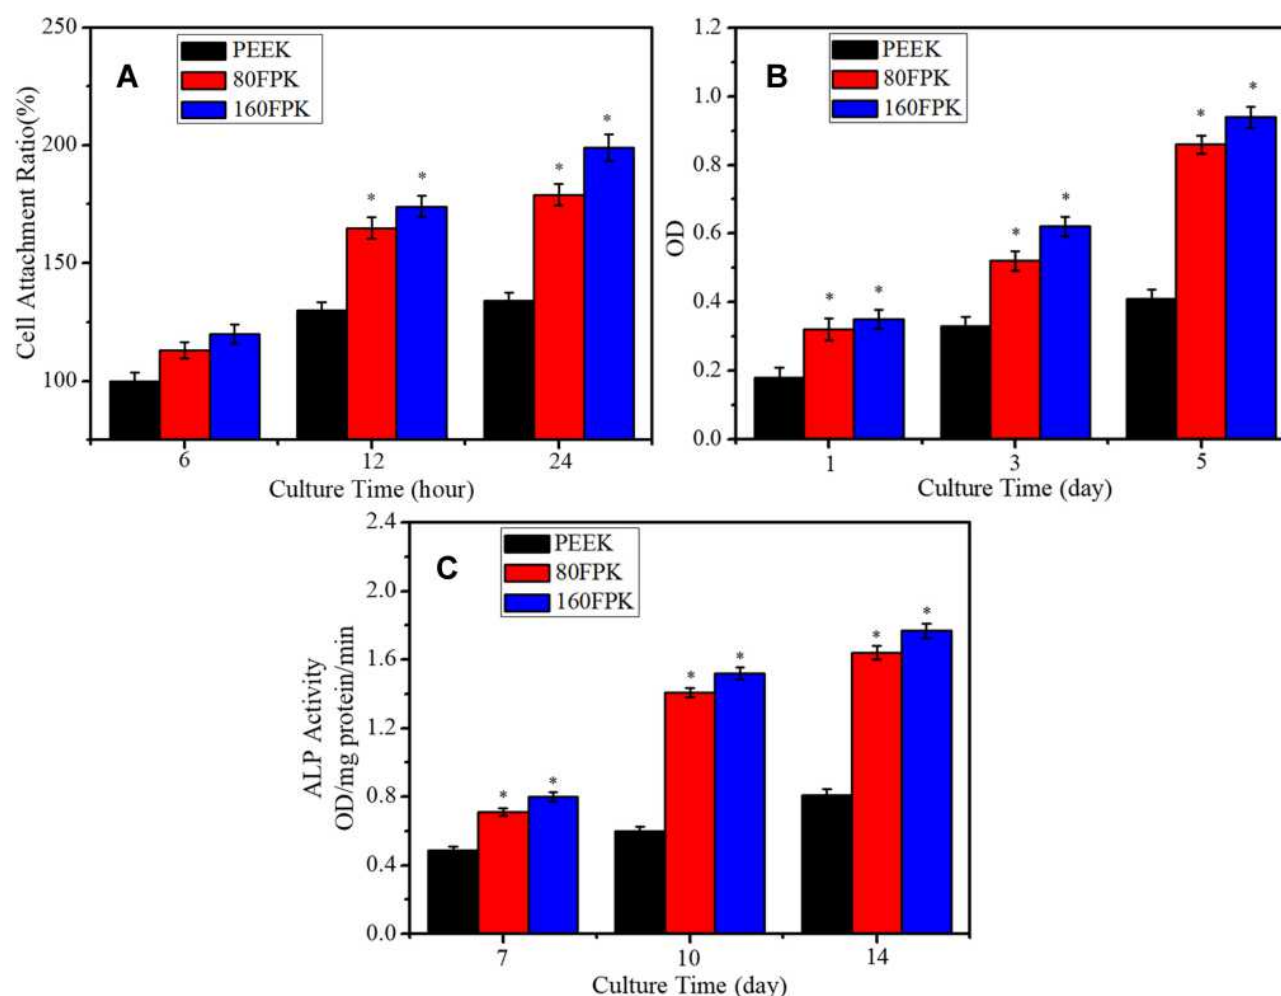 A
PEEK
80FPK
160FPK
Cell Attachment Ratio(%)
250
200
150
100
*
*
*
*
6
12
24
Culture Time (hour)
B
PEEK
80FPK
160FPK
OD
1.2
1.0
0.8
0.6
0.4
0.2
0.0
*
*
*
*
*
*
1
3
5
Culture Time (day)
C
PEEK
80FPK
160FPK
ALP Activity
OD/mg protein/min
2.4
2.0
1.6
1.2
0.8
0.4
0.0
*
*
*
*
*
*
7
10
14
Culture Time (day)